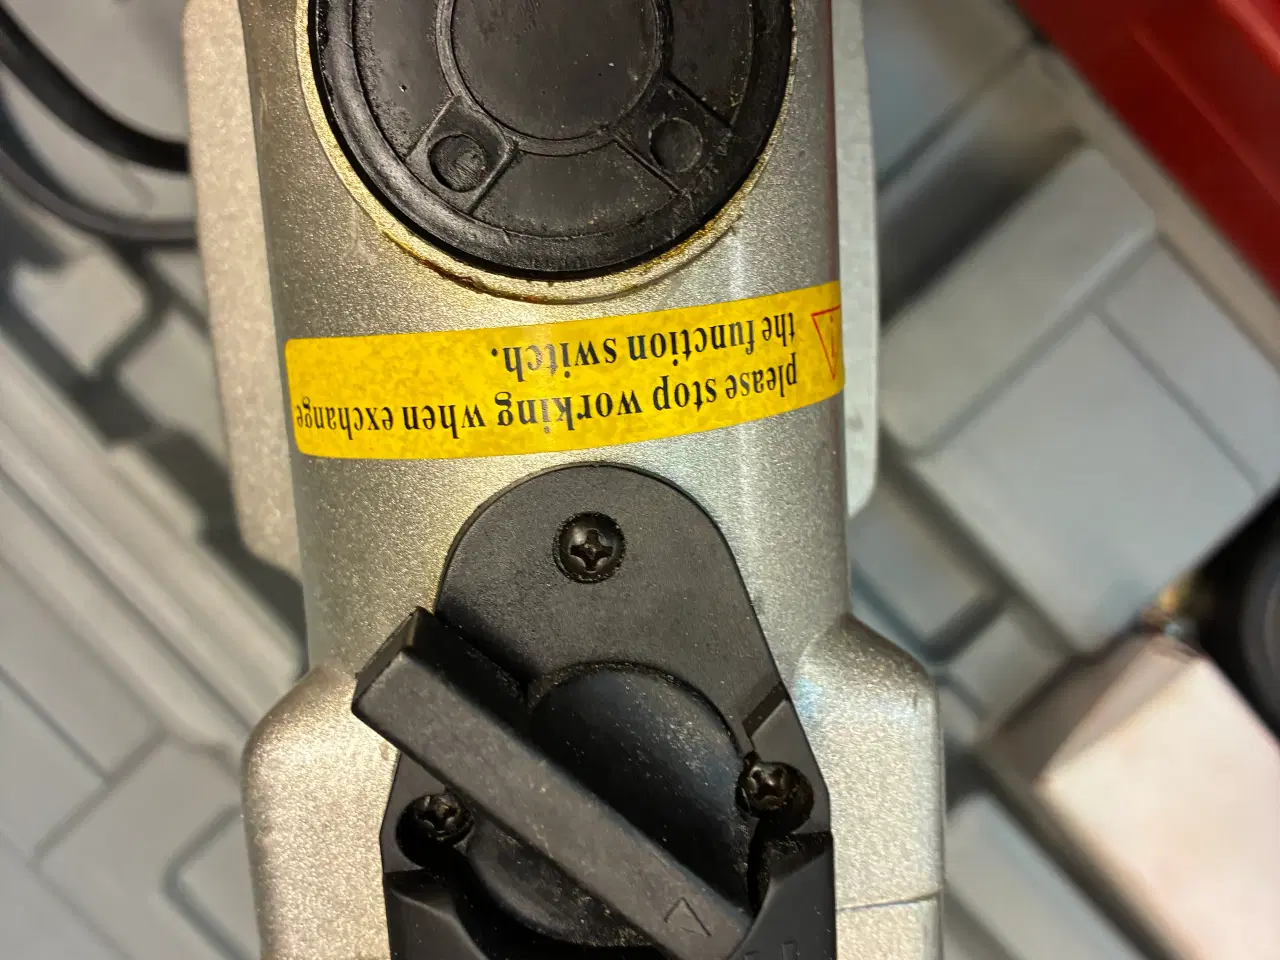 please stop working when exchange
the function switch.